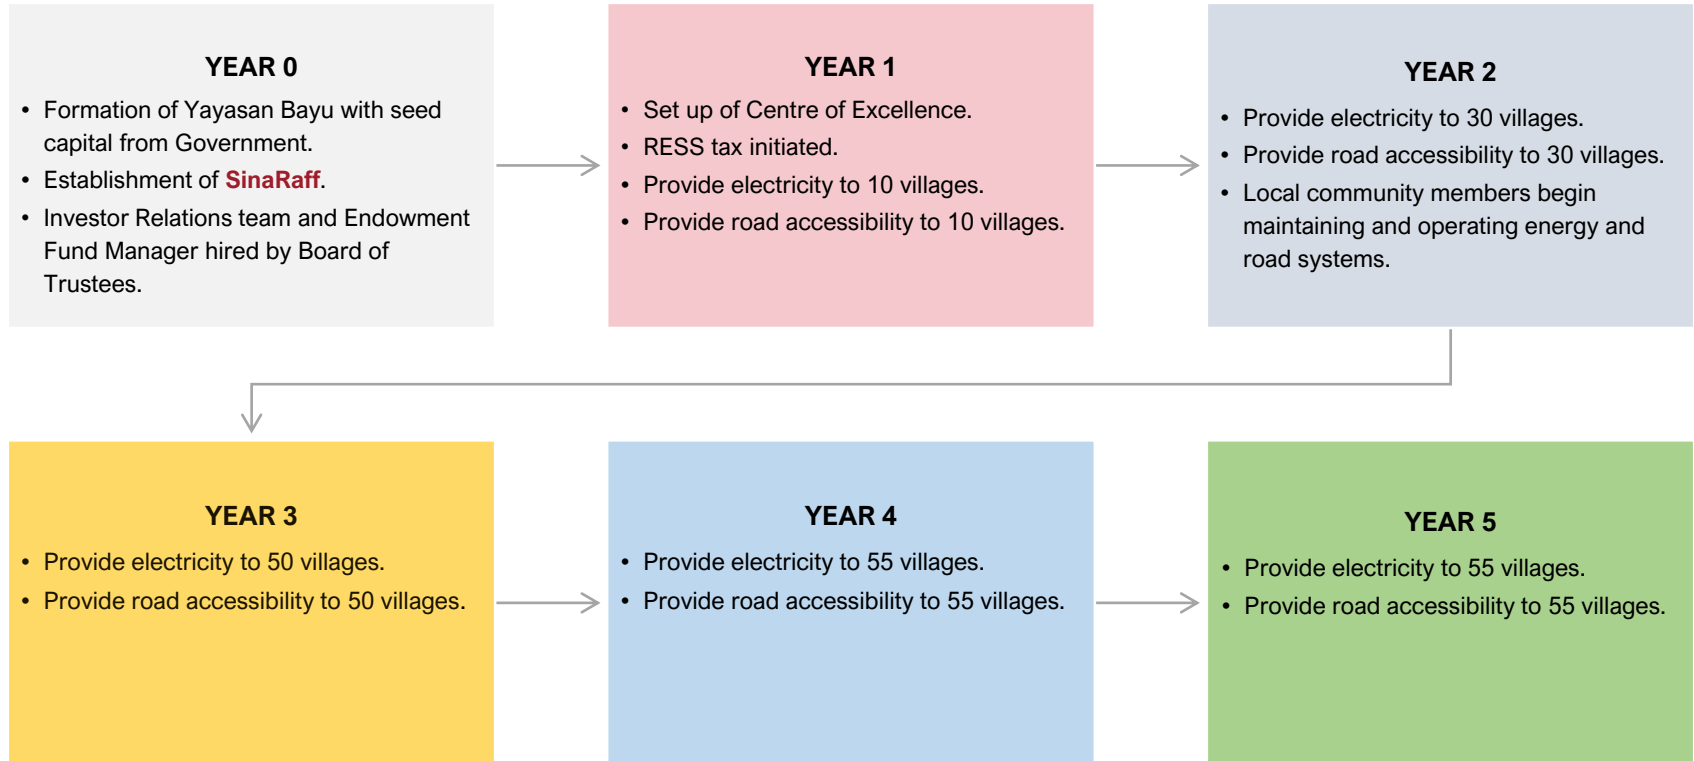 YEAR 0
• Formation of Yayasan Bayu with seed
capital from Government.
• Establishment of SinaRaff.
• Investor Relations team and Endowment
Fund Manager hired by Board of
Trustees.
YEAR 1
• Set up of Centre of Excellence.
• RESS tax initiated.
• Provide electricity to 10 villages.
• Provide road accessibility to 10 villages.
YEAR 2
• Provide electricity to 30 villages.
• Provide road accessibility to 30 villages.
• Local community members begin
maintaining and operating energy and
road systems.
YEAR 3
• Provide electricity to 50 villages.
• Provide road accessibility to 50 villages.
YEAR 4
• Provide electricity to 55 villages.
• Provide road accessibility to 55 villages.
YEAR 5
• Provide electricity to 55 villages.
• Provide road accessibility to 55 villages.